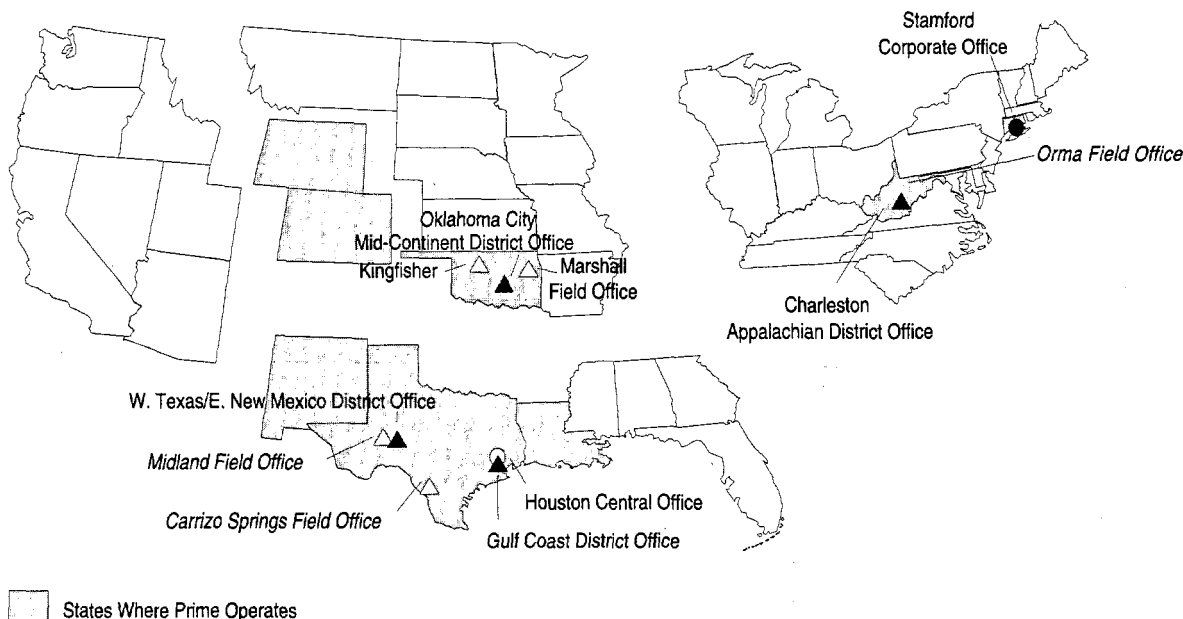 Stamford
Corporate Office
Orma Field Office
Oklahoma City
Mid-Continent District Office
Kingfisher
Marshall
Field Office
Charleston
Appalachian District Office
W. Texas/E. New Mexico District Office
Midland Field Office
Carrizo Springs Field Office
Houston Central Office
Gulf Coast District Office
States Where Prime Operates